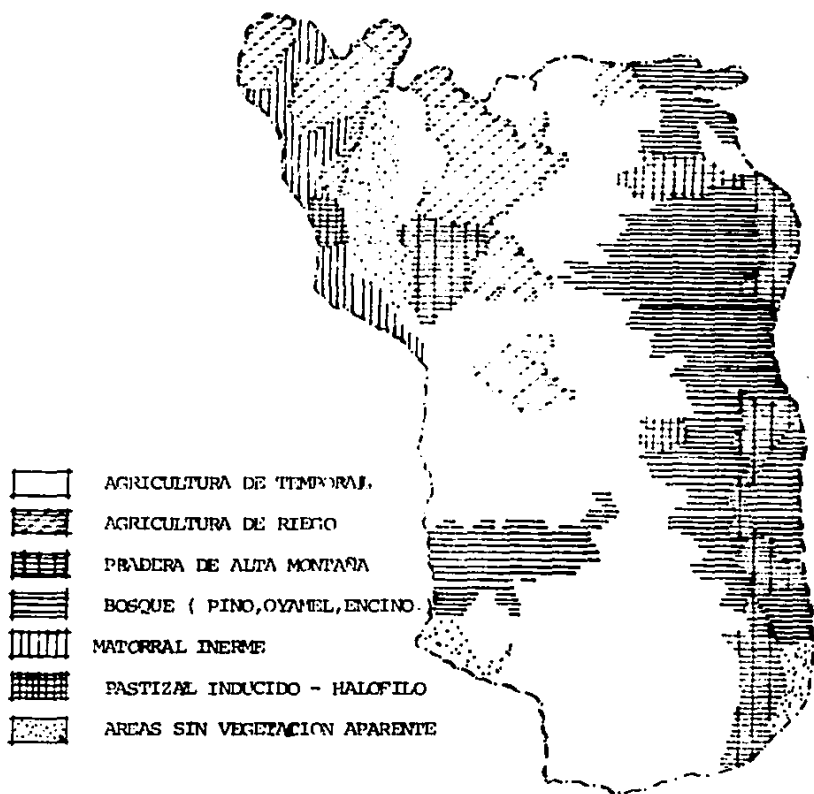 AGRICULTURA DE TEMPORAL
AGRICULTURA DE RIEGO
PRADERA DE ALTA MONTAÑA
BOSQUE ( PINO,OYAMEL,ENCINO.)
MATORRAL INERME
PASTIZAL INDUCIDO - HALOFILO
AREAS SIN VEGETACION APARENTE